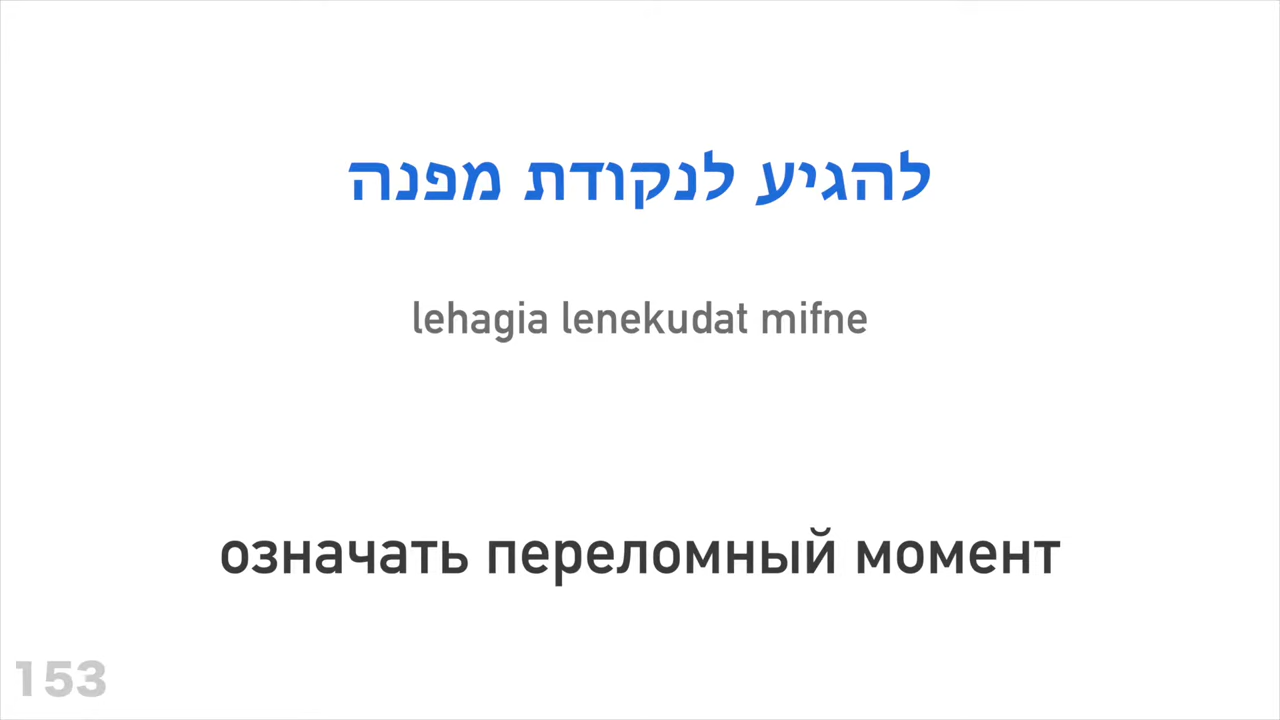 להגיע לנקודת מפנה
lehagia lenekudat mifne
означать переломный момент
153